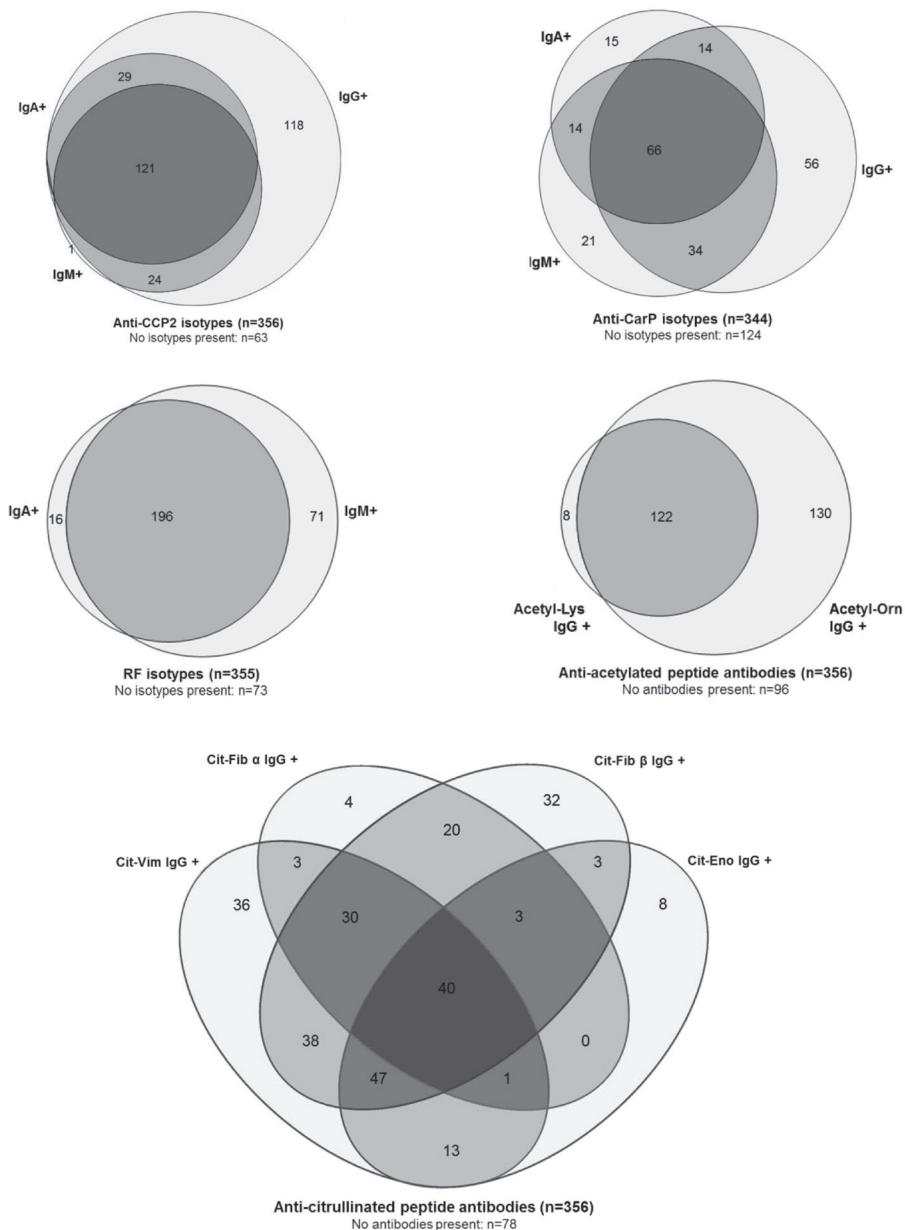 29
IgA+
IgG+
118
121
1
IgM+
24
Anti-CCP2 isotypes (n=356)
No isotypes present: n=63
IgA+
15
14
14
66
56
IgG+
21
34
IgM+
Anti-CarP isotypes (n=344)
No isotypes present: n=124
IgA+
16
196
71
IgM+
RF isotypes (n=355)
No isotypes present: n=73
8
122
130
Acetyl-Lys
IgG +
Acetyl-Orn
IgG +
Anti-acetylated peptide antibodies (n=356)
No antibodies present: n=96
Cit-Fib α IgG +
Cit-Fib β IgG +
4
32
20
Cit-Vim IgG +
3
3
Cit-Eno IgG +
36
30
3
8
40
38
0
47
1
13
Anti-citrullinated peptide antibodies (n=356)
No antibodies present: n=78